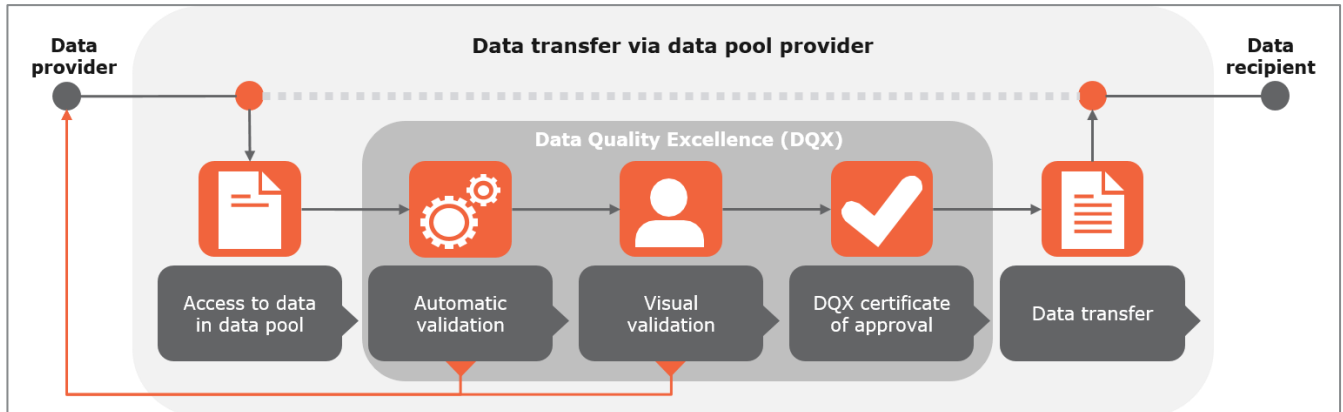 Data transfer via data pool provider
Data
provider
Data
recipient
Data Quality Excellence (DQX)
Access to data
in data pool
Automatic
validation
Visual
validation
DQX certificate
of approval
Data transfer